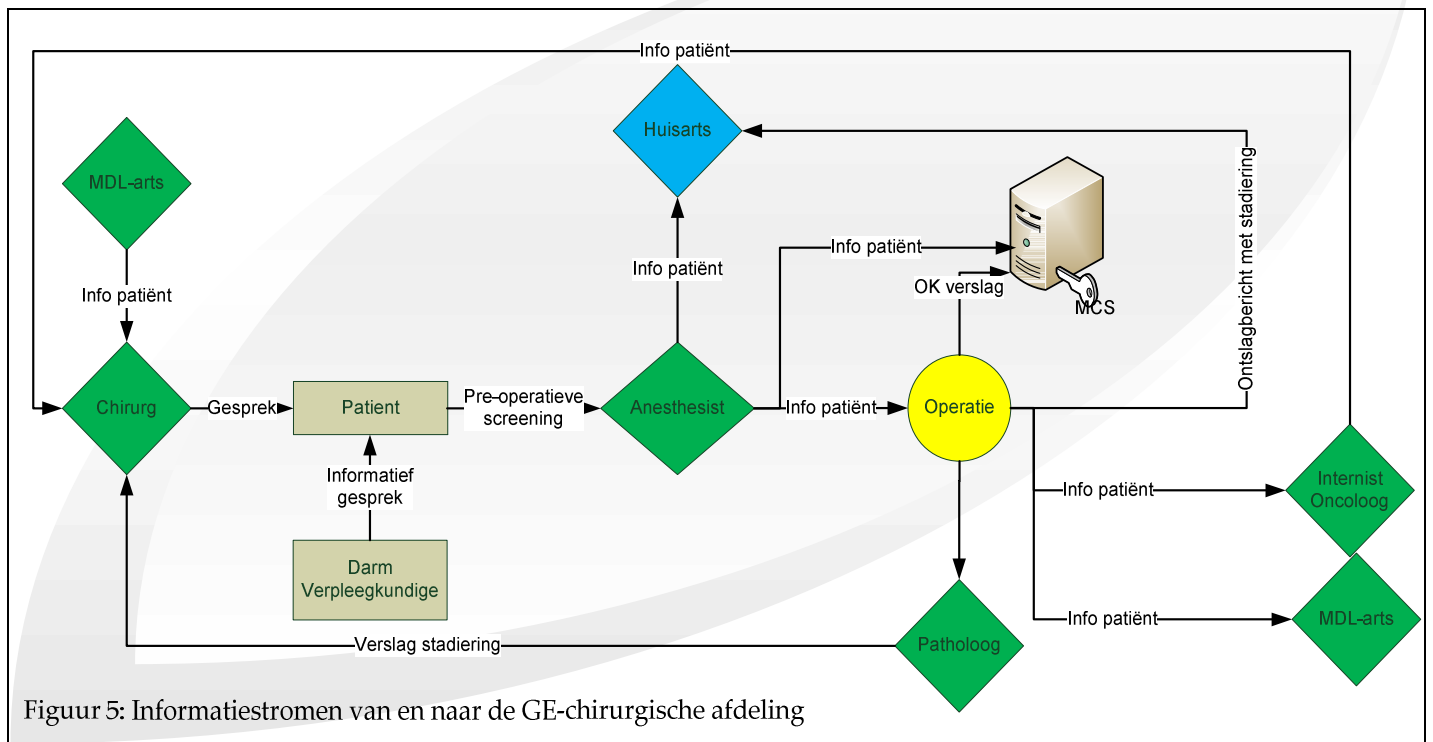 Info patiënt
Huisarts
MDL-arts
Ontslagbericht met stadiering
Info patiënt
Info patiënt
Info patiënt
OK verslag
MCS
Chirurg
Gesprek
Patient
Pre-operatieve
screening
Anesthesist
Info patiënt
Operatie
Informatief
gesprek
Internist
Oncoloog
Info patiënt
Darm
Verpleegkundige
Info patiënt
MDL-arts
Verslag stadiering
Patholoog
Figuur 5: Informatiestromen van en naar de GE-chirurgische afdeling